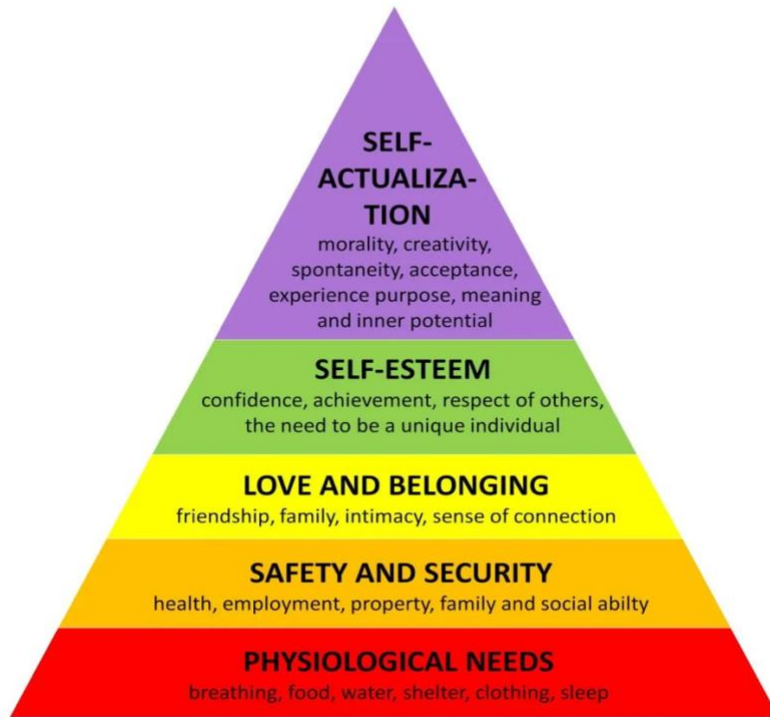 SELF-
ACTUALIZA-
TION
morality, creativity,
spontaneity, acceptance,
experience purpose, meaning
and inner potential
SELF-ESTEEM
confidence, achievement, respect of others,
the need to be a unique individual
LOVE AND BELONGING
friendship, family, intimacy, sense of connection
SAFETY AND SECURITY
health, employment, property, family and social abilty
PHYSIOLOGICAL NEEDS
breathing, food, water, shelter, clothing, sleep